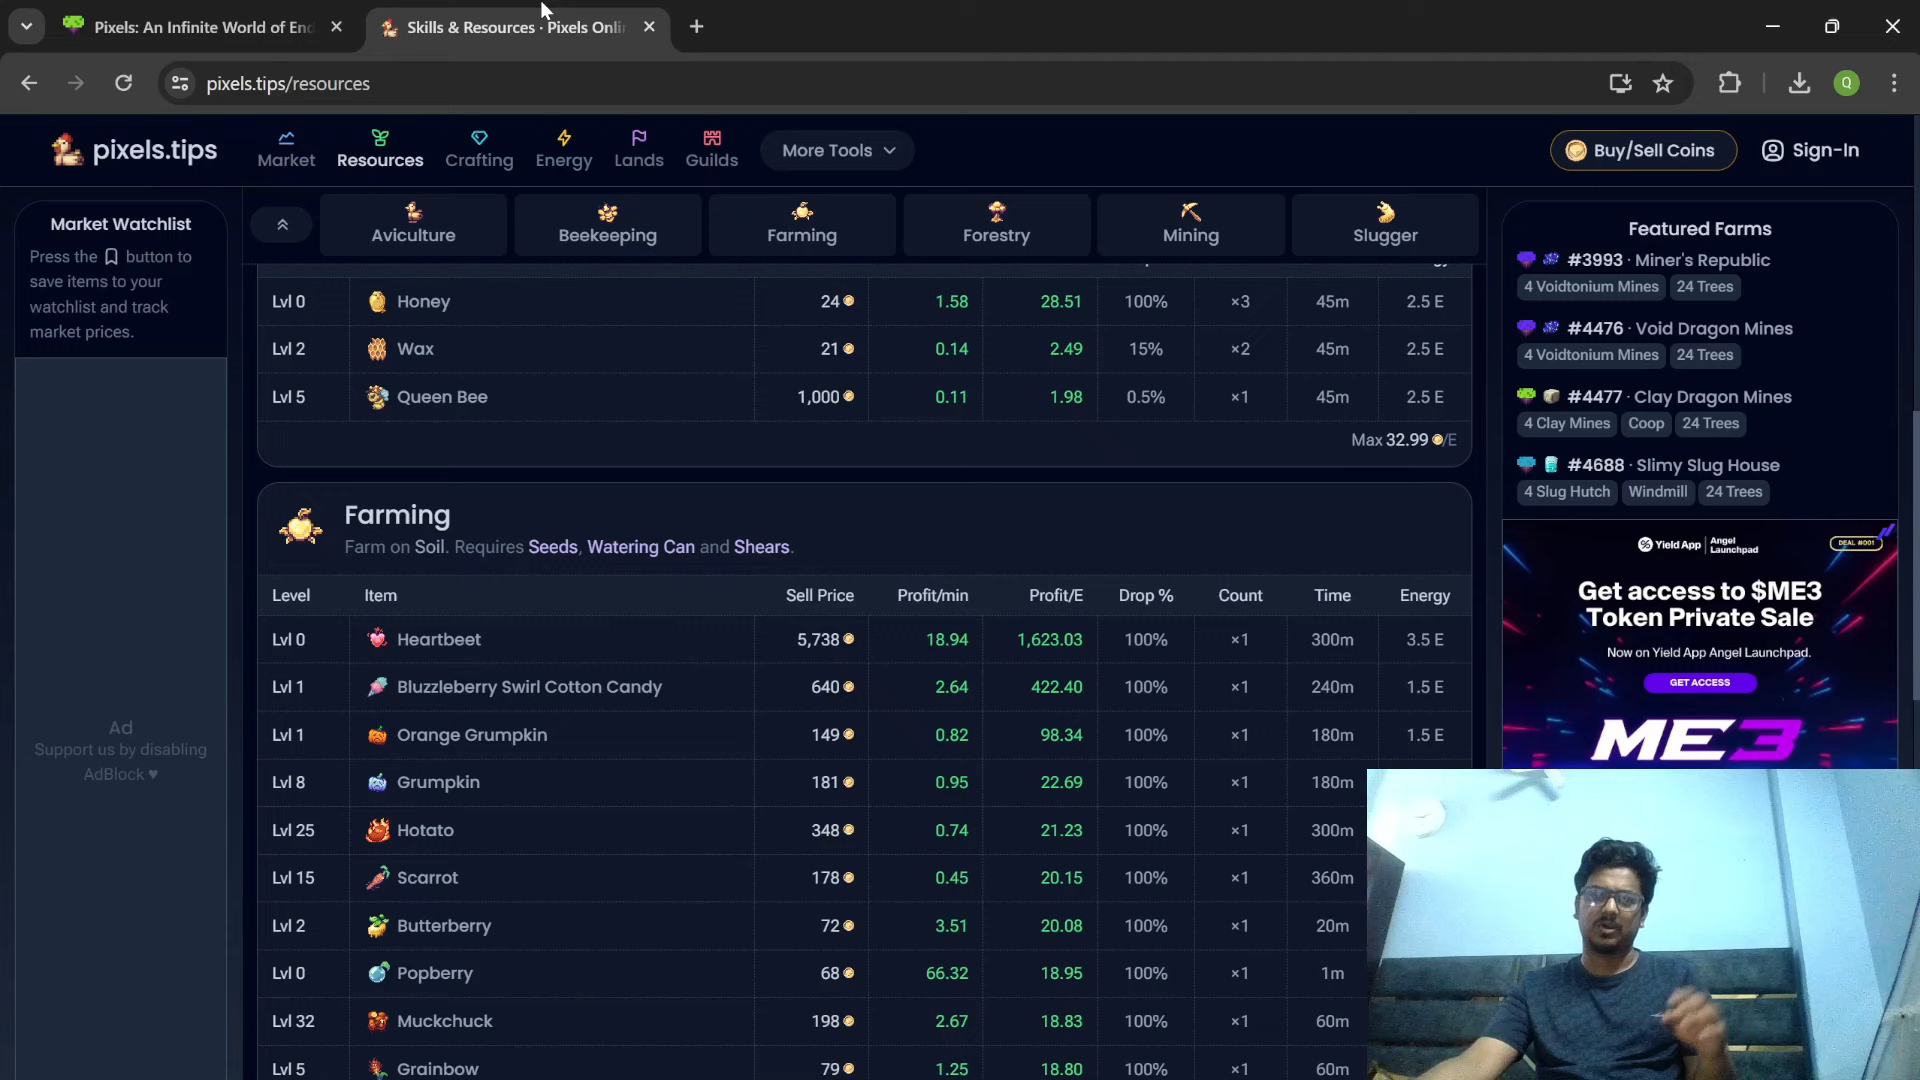 Pixels: An Infinite World of End
Skills & Resources · Pixels Onli
pixels.tips/resources
Q
pixels.tips
Market
Resources
Crafting
Energy
Lands
Guilds
More Tools
Buy/Sell Coins
Sign-In
Market Watchlist
Press the button to
save items to your
watchlist and track
market prices.
Ad
Support us by disabling
AdBlock ♥
Aviculture
Beekeeping
Farming
Forestry
Mining
Slugger
Lvl 0 Honey 24 1.58 28.51 100% ×3 45m 2.5 E
Lvl 2 Wax 21 0.14 2.49 15% ×2 45m 2.5 E
Lvl 5 Queen Bee 1,000 0.11 1.98 0.5% ×1 45m 2.5 E
Max 32.99 /E
Farming
Farm on Soil. Requires Seeds, Watering Can and Shears.
Level Item Sell Price Profit/min Profit/E Drop % Count Time Energy
Lvl 0 Heartbeet 5,738 18.94 1,623.03 100% ×1 300m 3.5 E
Lvl 1 Bluzzleberry Swirl Cotton Candy 640 2.64 422.40 100% ×1 240m 1.5 E
Lvl 1 Orange Grumpkin 149 0.82 98.34 100% ×1 180m 1.5 E
Lvl 8 Grumpkin 181 0.95 22.69 100% ×1 180m
Lvl 25 Hotato 348 0.74 21.23 100% ×1 300m
Lvl 15 Scarrot 178 0.45 20.15 100% ×1 360m
Lvl 2 Butterberry 72 3.51 20.08 100% ×1 20m
Lvl 0 Popberry 68 66.32 18.95 100% ×1 1m
Lvl 32 Muckchuck 198 2.67 18.83 100% ×1 60m
Lvl 5 Grainbow 79 1.25 18.80 100% ×1 60m
Featured Farms
#3993 · Miner's Republic
4 Voidtonium Mines 24 Trees
#4476 · Void Dragon Mines
4 Voidtonium Mines 24 Trees
#4477 · Clay Dragon Mines
4 Clay Mines Coop 24 Trees
#4688 · Slimy Slug House
4 Slug Hutch Windmill 24 Trees
Yield App Angel
Launchpad
DEAL #001
Get access to $ME3
Token Private Sale
Now on Yield App Angel Launchpad.
GET ACCESS
ME3